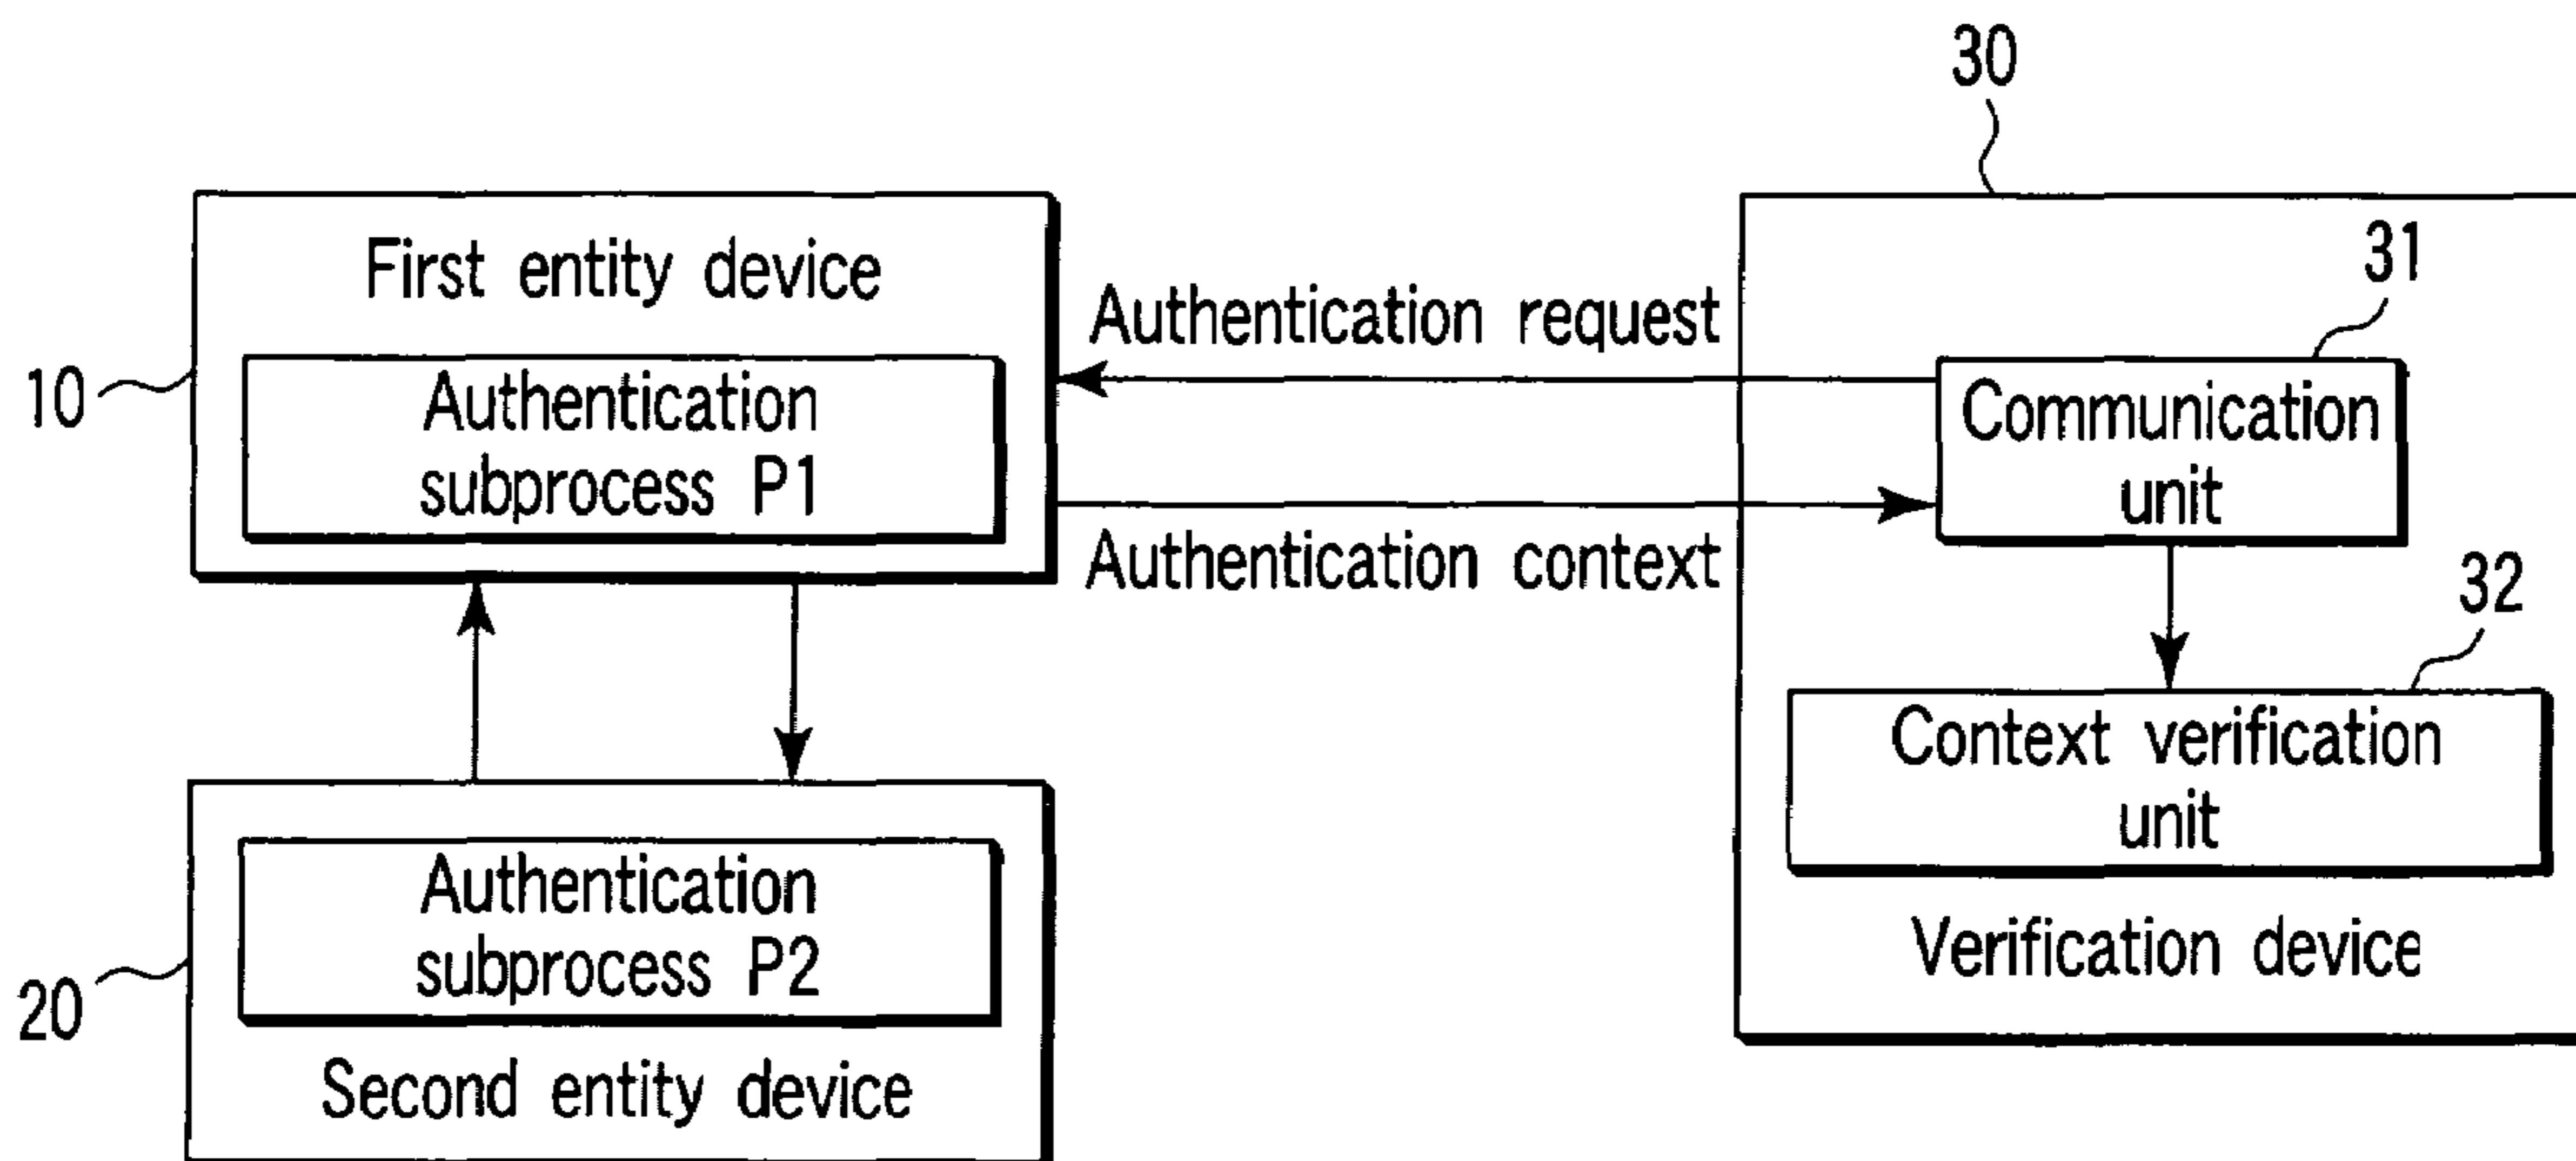 30
First entity device
31
Authentication request
10
Authentication
subprocess P1
Communication
unit
Authentication context
32
Context verification
unit
Authentication
subprocess P2
Verification device
20
Second entity device